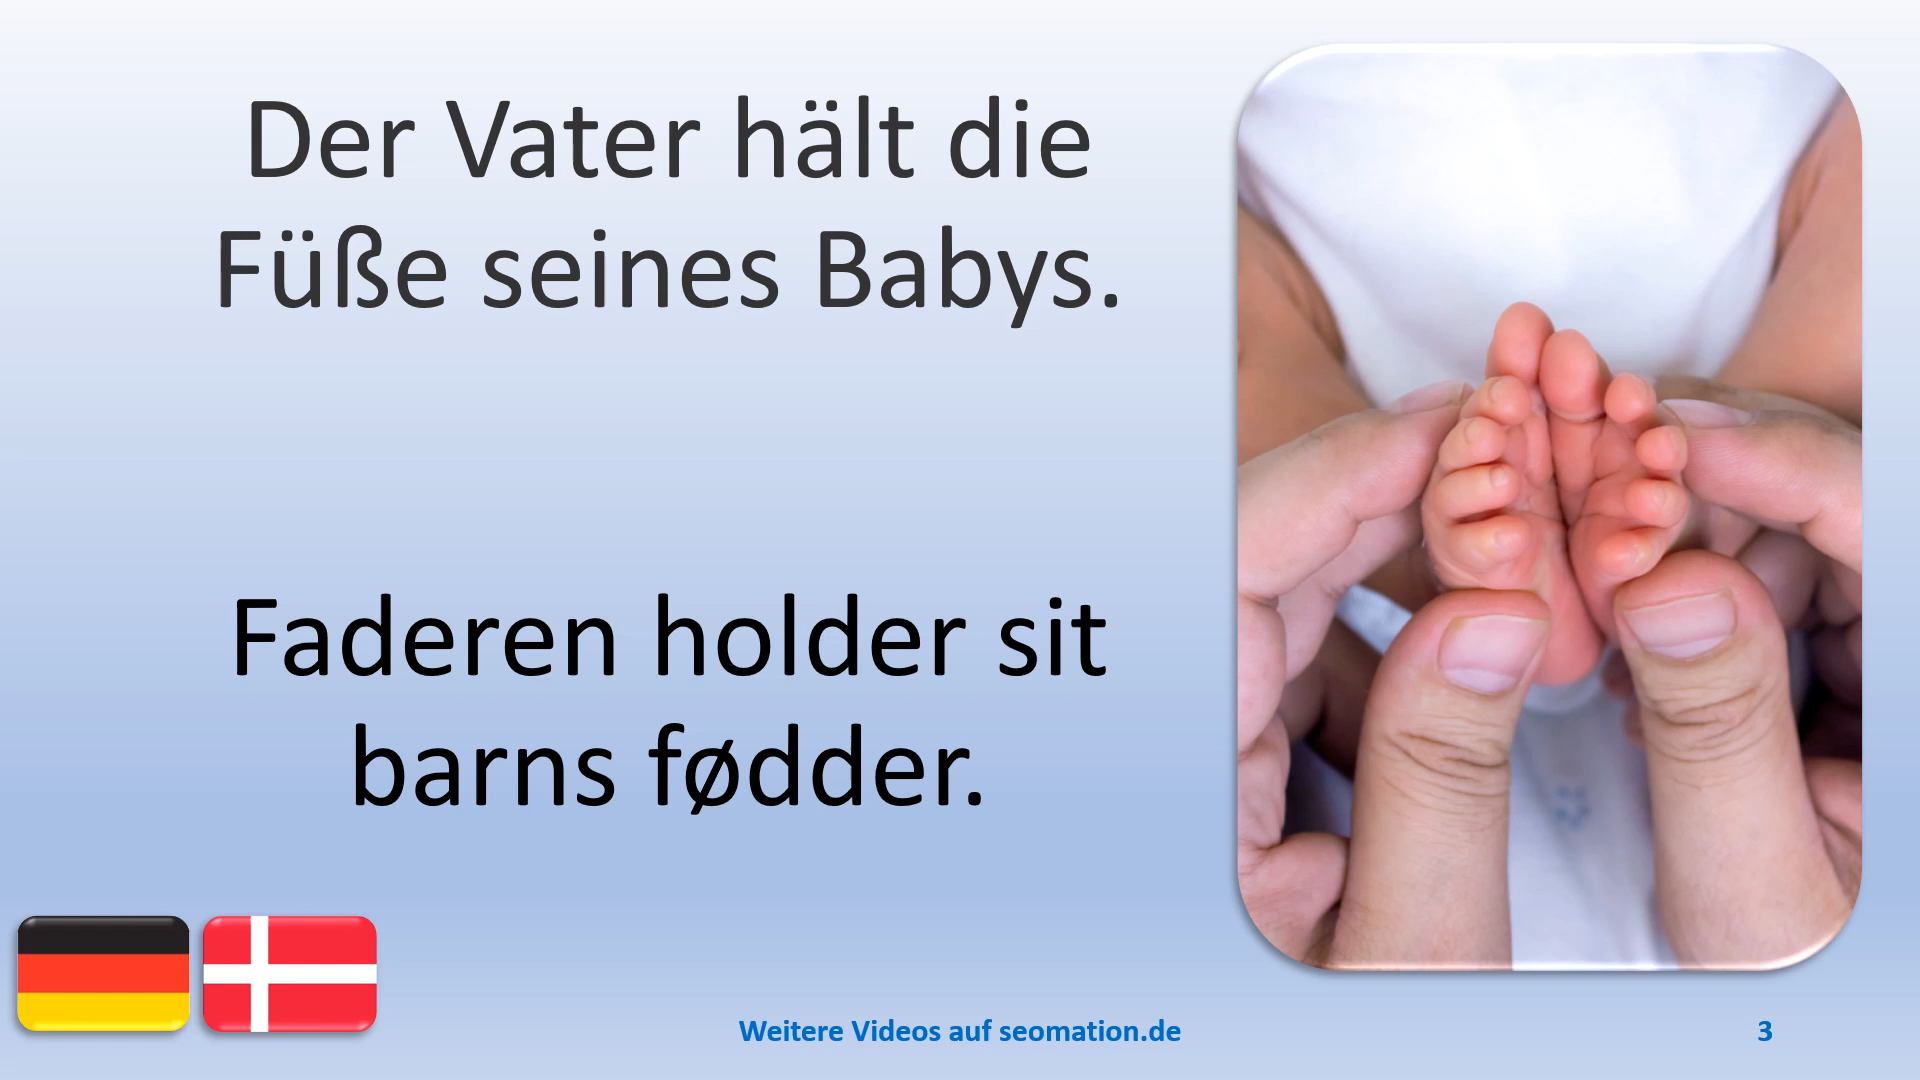 Der Vater hält die
Füße seines Babys.
Faderen holder sit
barns fødder.
Weitere Videos auf seomation.de
3